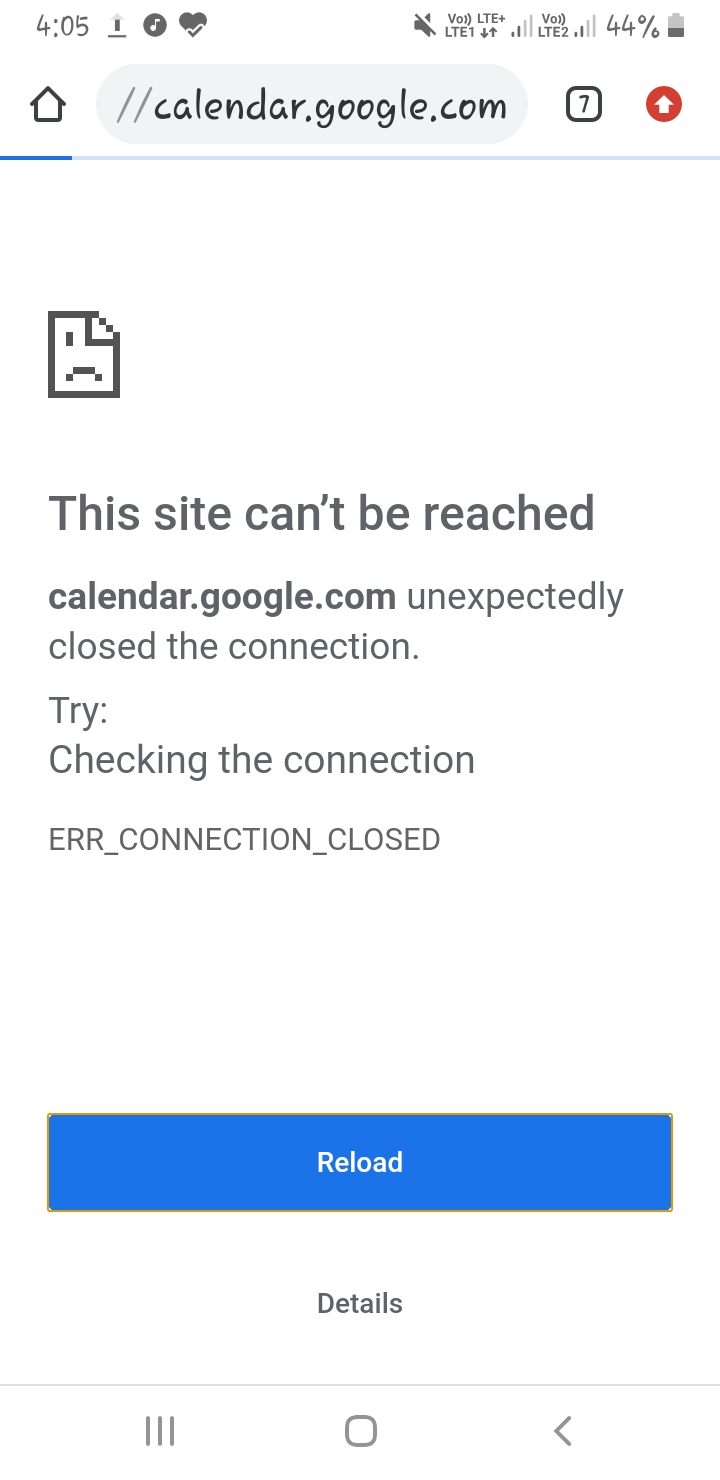 4:05 Vo)) LTE+ LTE1 Vo)) LTE2 44%
//calendar.google.com 7
This site can’t be reached
calendar.google.com unexpectedly
closed the connection.
Try:
Checking the connection
ERR_CONNECTION_CLOSED
Reload
Details